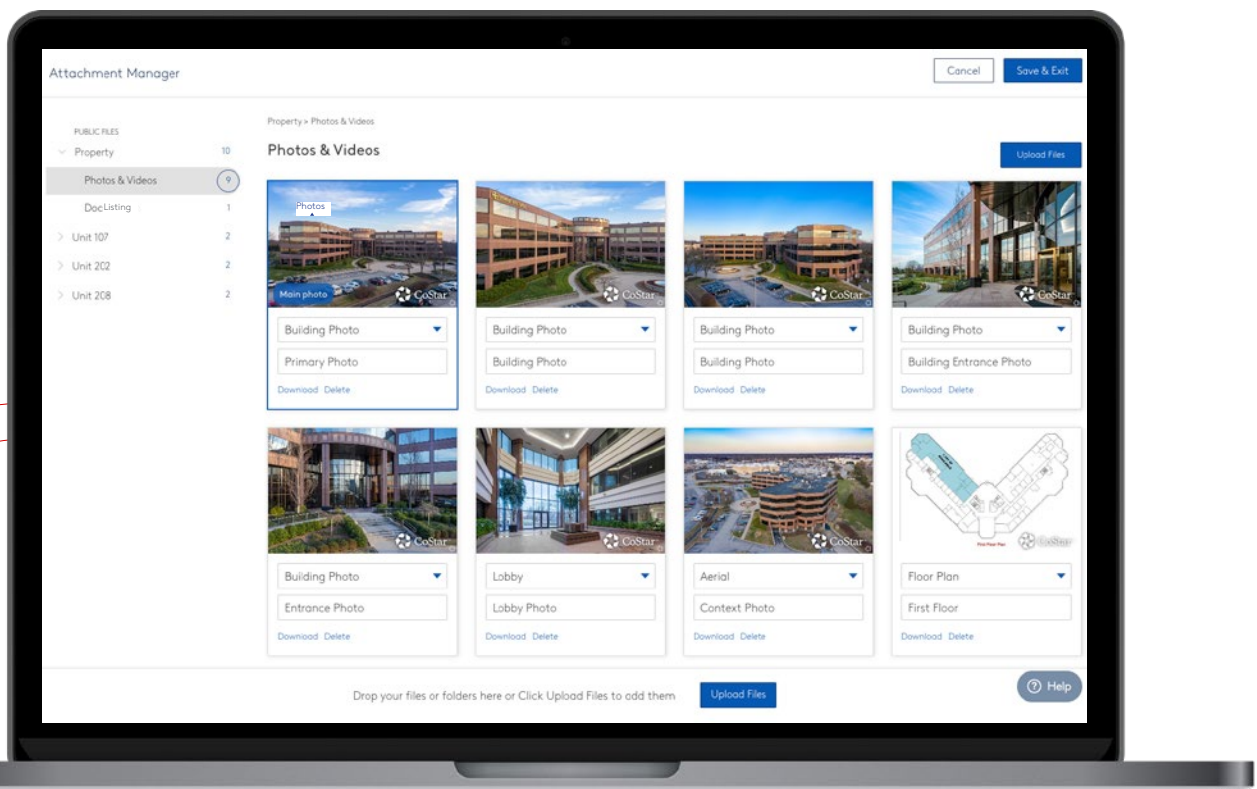 Attachment Manager
Cancel
Save & Exit
PUBLIC FILES
Property 10
Photos & Videos 9
Doc Listing 1
Unit 107 2
Unit 202 2
Unit 208 2
Property > Photos & Videos
Photos & Videos
Upload Files
Photos
Main photo
CoStar
CoStar
CoStar
CoStar
Building Photo
Building Photo
Building Photo
Building Photo
Primary Photo
Building Photo
Building Photo
Building Entrance Photo
Download Delete
Download Delete
Download Delete
Download Delete
First Floor Plan
CoStar
CoStar
CoStar
CoStar
Building Photo
Lobby
Aerial
Floor Plan
Entrance Photo
Lobby Photo
Context Photo
First Floor
Download Delete
Download Delete
Download Delete
Download Delete
Drop your files or folders here or Click Upload Files to add them
Upload Files
? Help